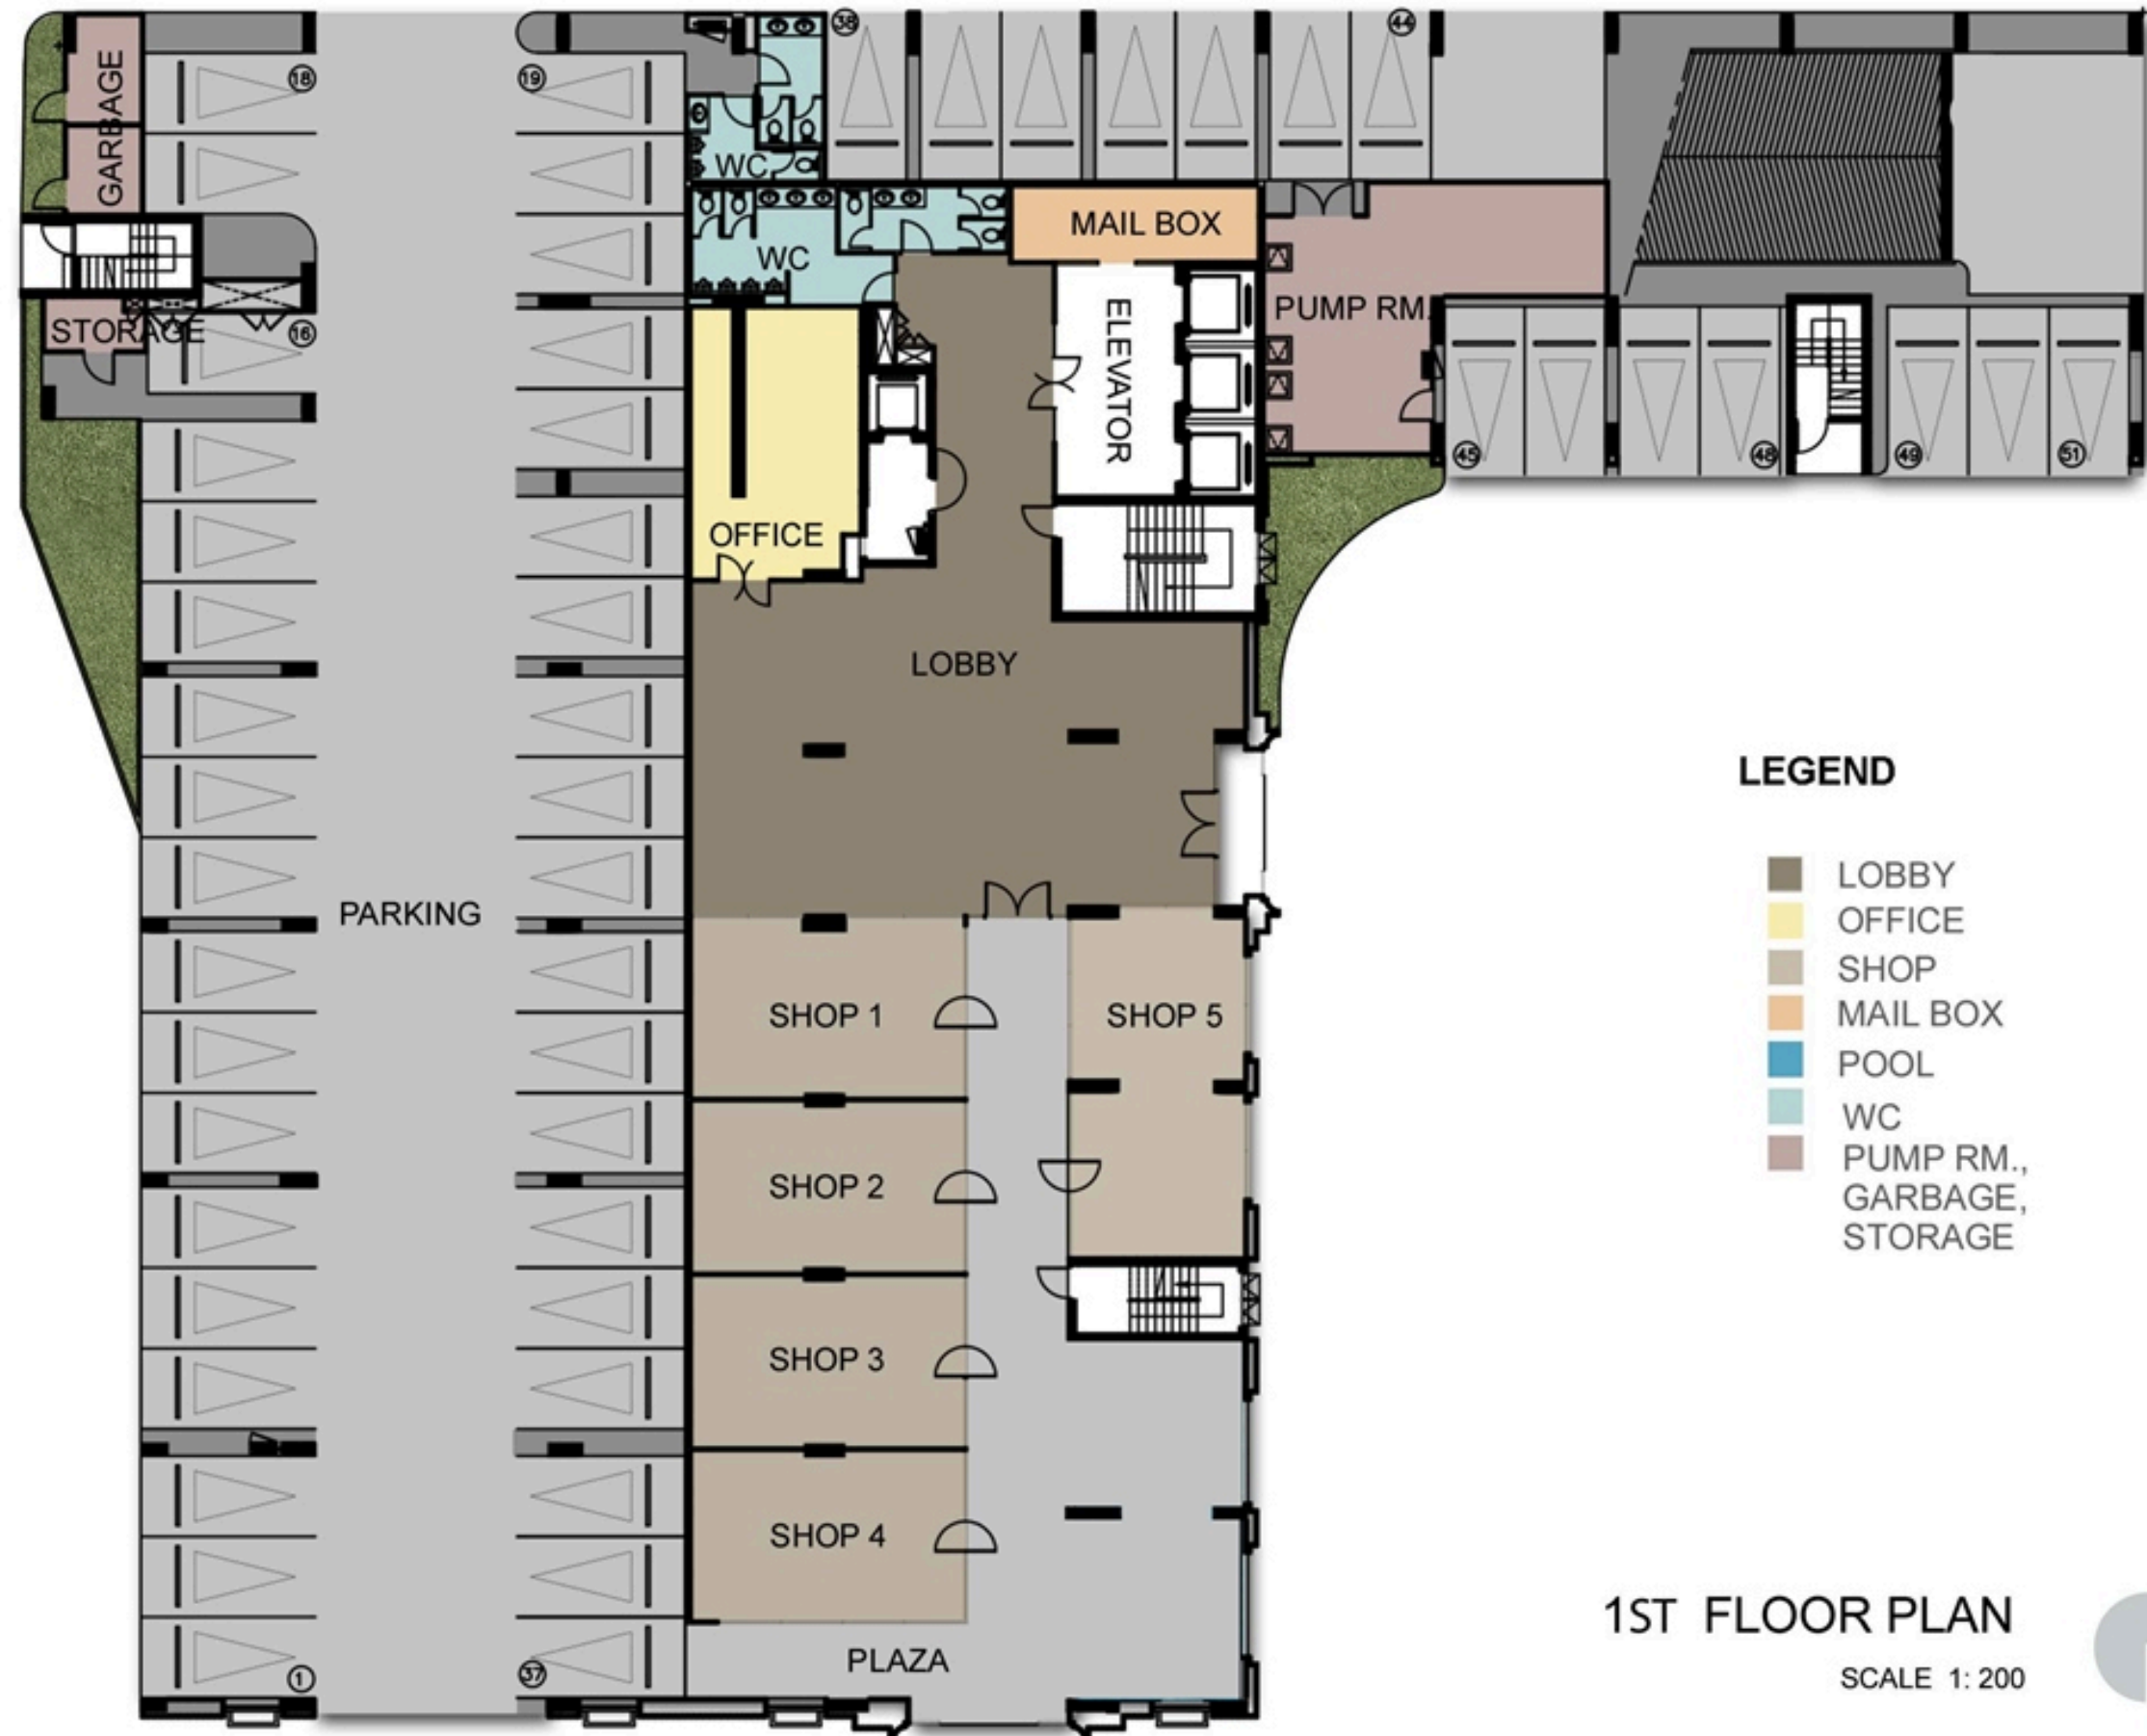 38
44
18
19
GARBAGE
WC
MAIL BOX
WC
ELEVATOR
PUMP RM.
STORAGE
16
45
48
49
51
OFFICE
LOBBY
LEGEND
LOBBY
OFFICE
SHOP
MAIL BOX
POOL
WC
PUMP RM.,
GARBAGE,
STORAGE
PARKING
SHOP 1
SHOP 5
SHOP 2
SHOP 3
SHOP 4
PLAZA
1
37
1ST FLOOR PLAN
SCALE 1: 200